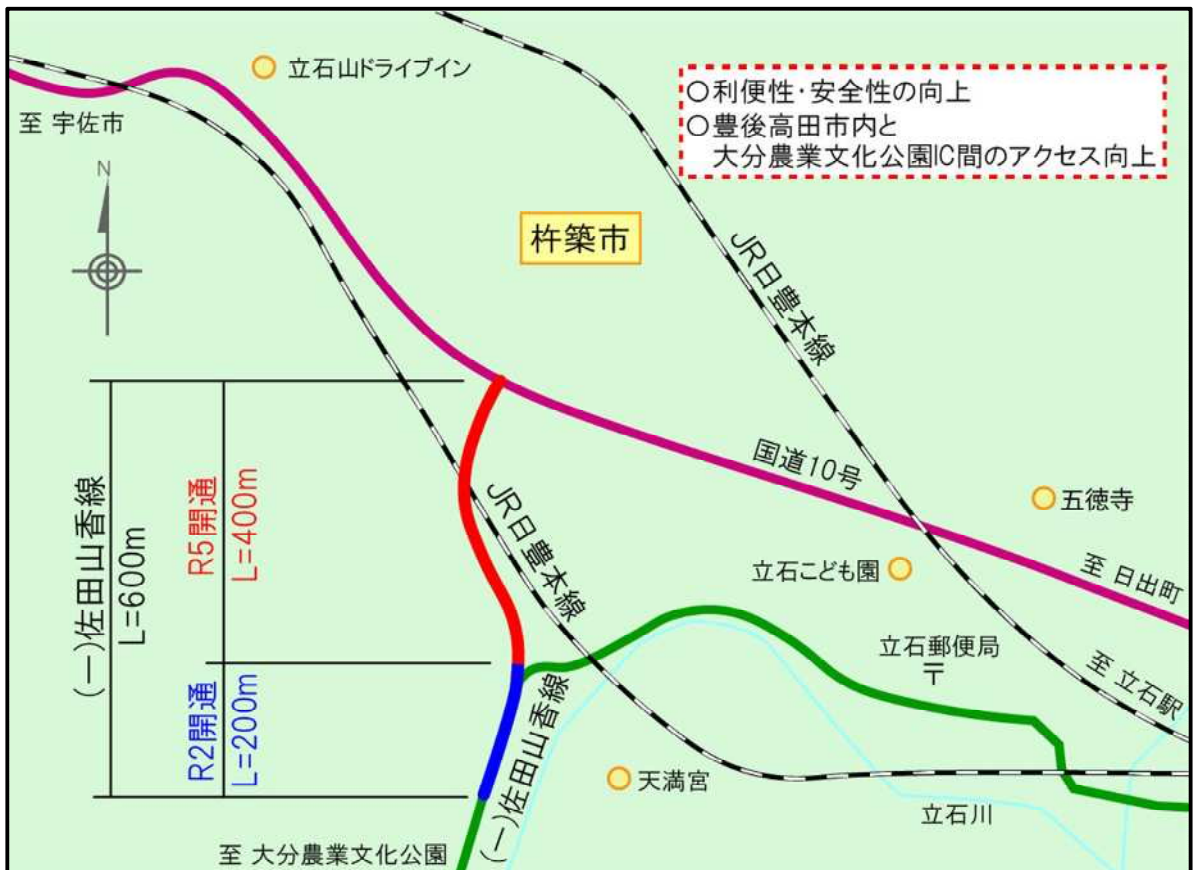 立石山ドライブイン
至 宇佐市
○利便性・安全性の向上
○豊後高田市内と
大分農業文化公園IC間のアクセス向上
N
杵築市
JR日豊本線
国道10号
五徳寺
(一)佐田山香線
L=600m
R5開通
L=400m
JR日豊本線
立石こども園
至 日出町
立石郵便局
〒
至 立石駅
R2開通
L=200m
(一)佐田山香線
天満宮
立石川
至 大分農業文化公園